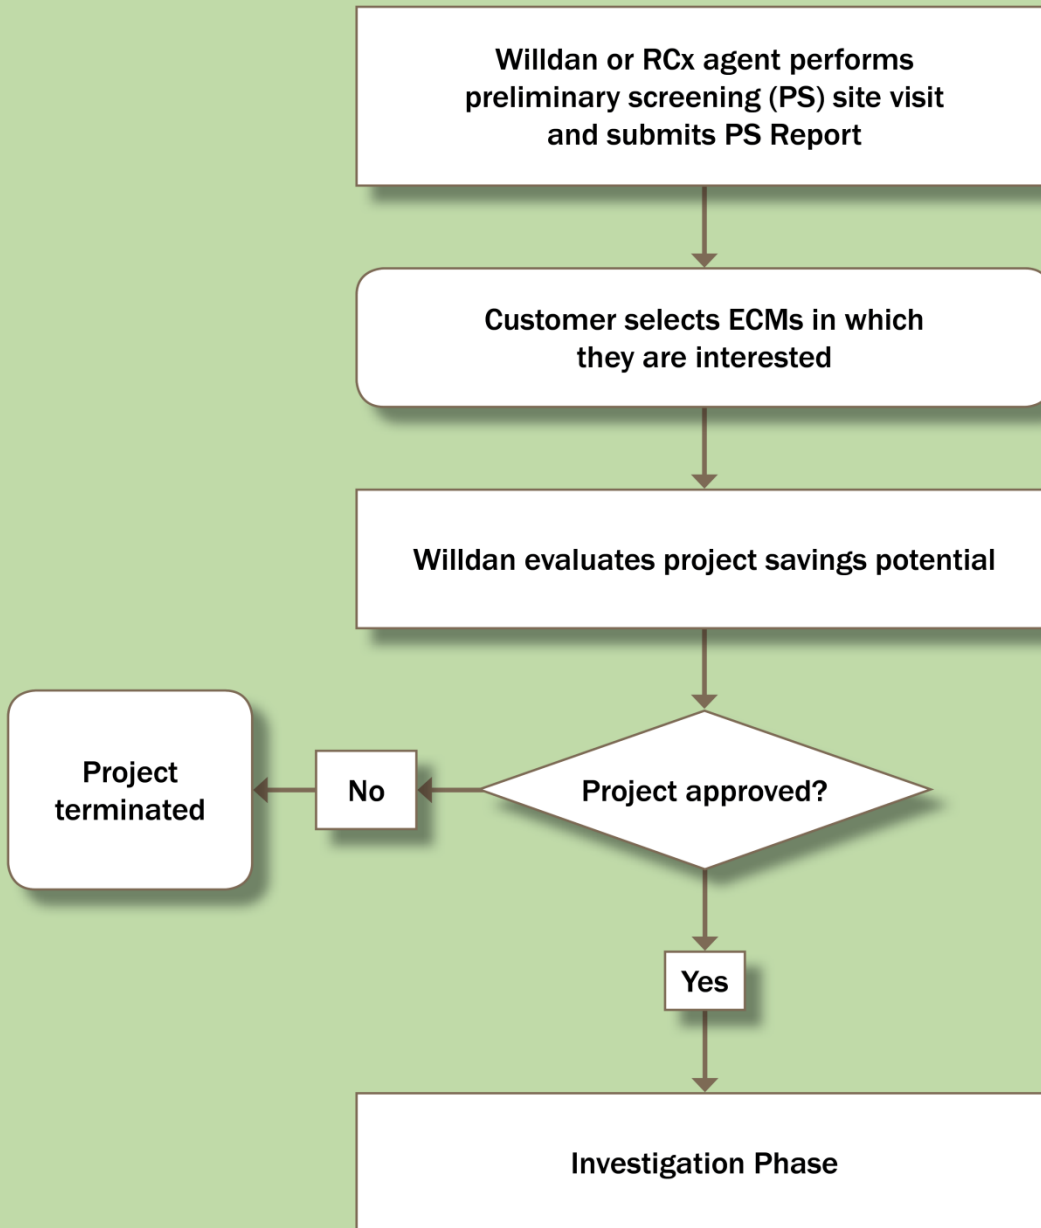 Willdan or RCx agent performs
preliminary screening (PS) site visit
and submits PS Report
Customer selects ECMs in which
they are interested
Willdan evaluates project savings potential
Project approved?
No
Project
terminated
Yes
Investigation Phase